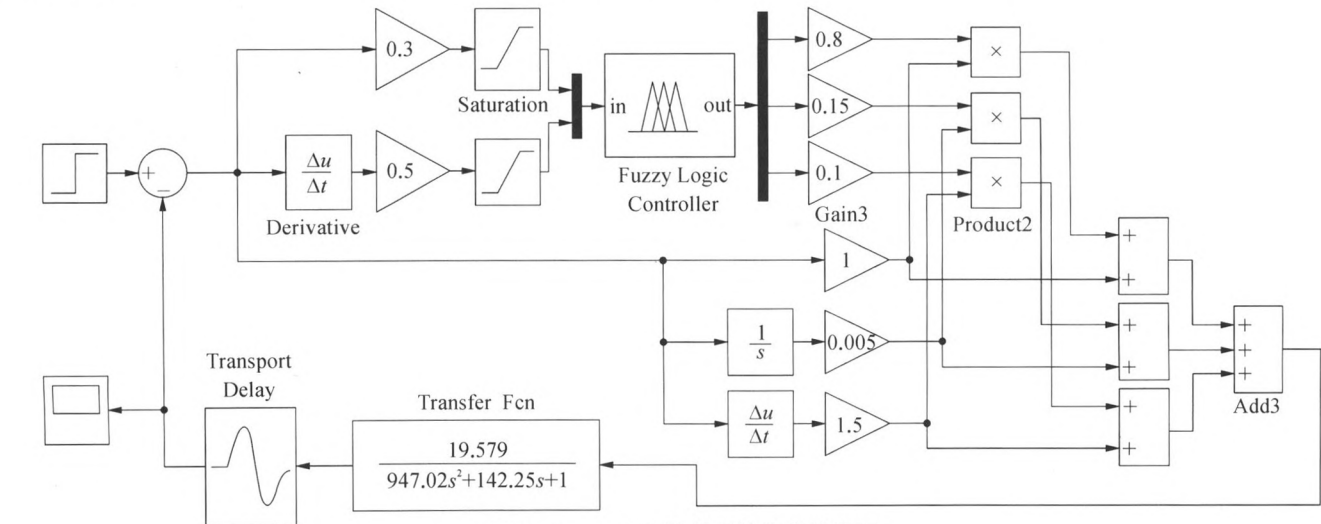 0.3
Saturation
0.8
×
in
out
0.15
×
+
−
Δu
Δt
Derivative
0.5
Fuzzy Logic
Controller
0.1
Gain3
×
Product2
1
+
+
1
s
0.005
+
+
+
+
+
Add3
Transport
Delay
Transfer Fcn
19.579
947.02s²+142.25s+1
Δu
Δt
1.5
+
+